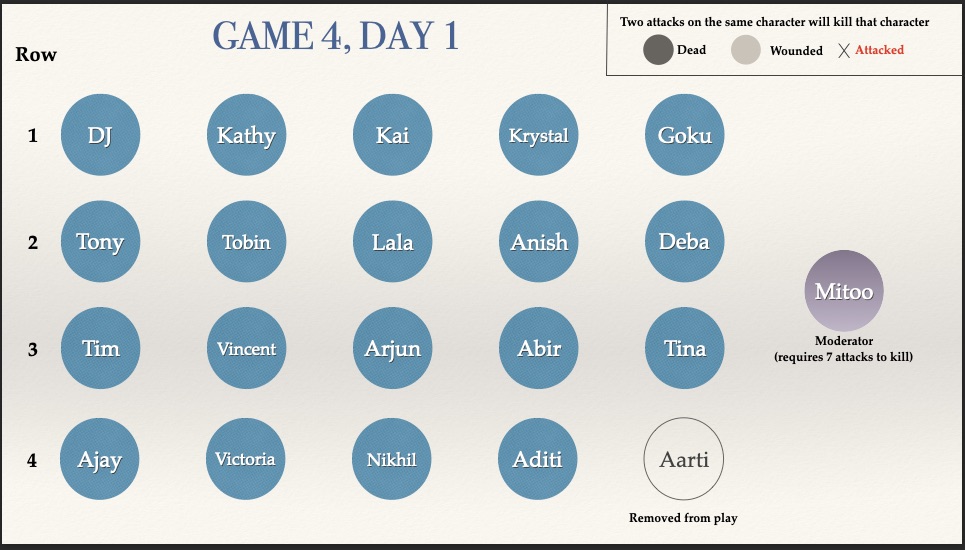 GAME 4, DAY 1
Two attacks on the same character will kill that character
Dead Wounded Attacked
Row
1 DJ Kathy Kai Krystal Goku
2 Tony Tobin Lala Anish Deba
Mitoo
Moderator
(requires 7 attacks to kill)
3 Tim Vincent Arjun Abir Tina
4 Ajay Victoria Nikhil Aditi Aarti
Removed from play